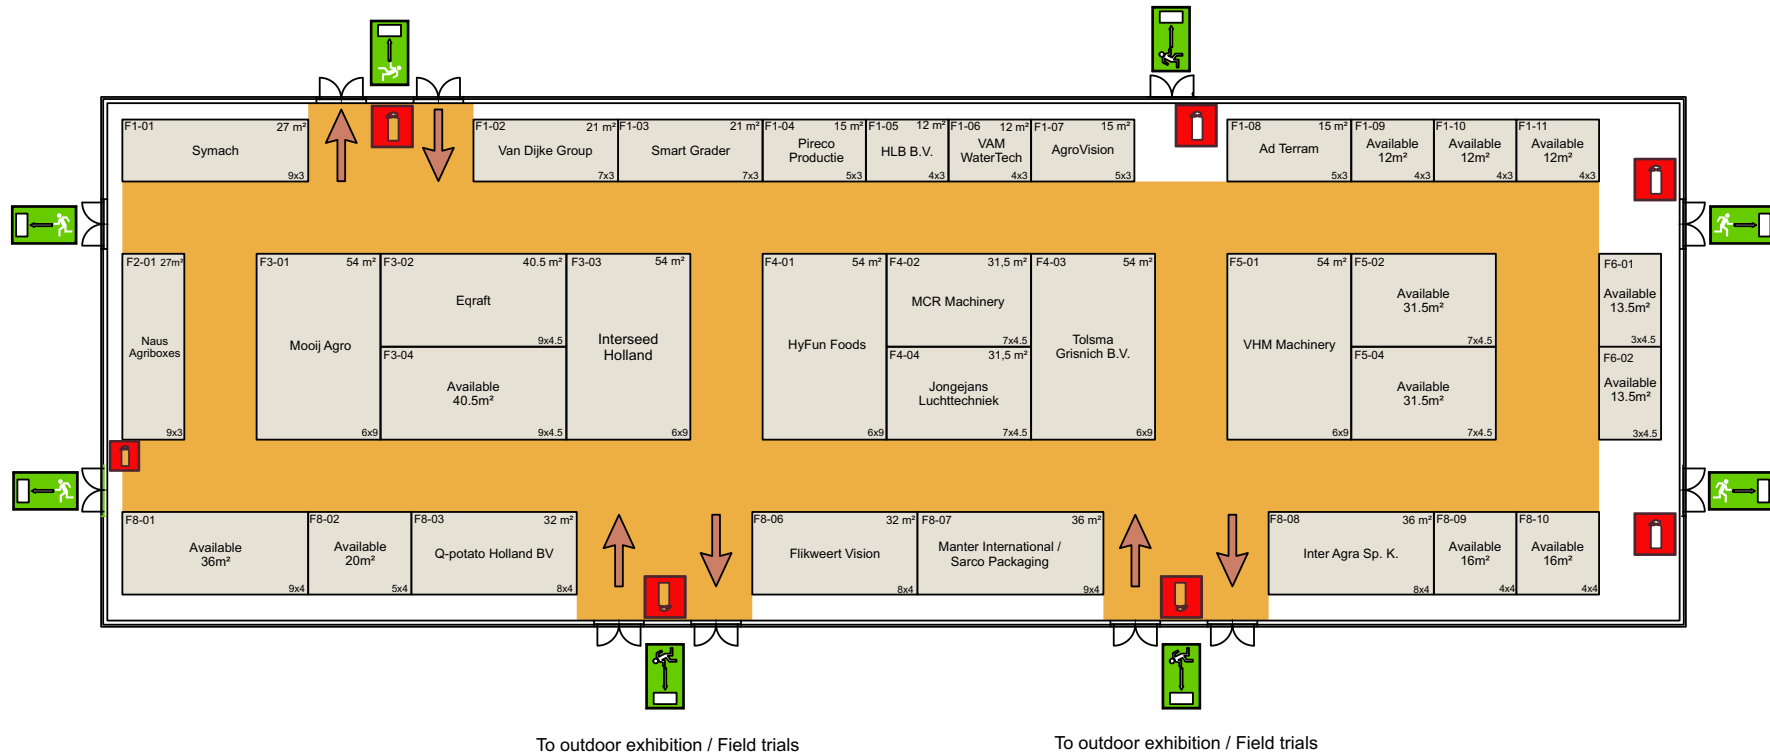 F1-01 27 m²
Symach
9x3
F1-02 21 m²
Van Dijke Group
7x3
F1-03 21 m²
Smart Grader
7x3
F1-04 15 m²
Pireco
Productie
5x3
F1-05 12 m²
HLB B.V.
4x3
F1-06 12 m²
VAM
WaterTech
4x3
F1-07 15 m²
AgroVision
5x3
F1-08 15 m²
Ad Terram
5x3
F1-09
Available
12m²
4x3
F1-10
Available
12m²
4x3
F1-11
Available
12m²
4x3
F2-01 27m²
Naus
Agriboxes
9x3
F3-01 54 m²
Mooij Agro
6x9
F3-02 40.5 m²
Eqraft
9x4.5
F3-04
Available
40.5m²
9x4.5
F3-03 54 m²
Interseed
Holland
6x9
F4-01 54 m²
HyFun Foods
6x9
F4-02 31,5 m²
MCR Machinery
7x4.5
F4-04 31,5 m²
Jongejans
Luchttechniek
7x4.5
F4-03 54 m²
Tolsma
Grisnich B.V.
6x9
F5-01 54 m²
VHM Machinery
6x9
F5-02
Available
31.5m²
7x4.5
F5-04
Available
31.5m²
7x4.5
F6-01
Available
13.5m²
3x4.5
F6-02
Available
13.5m²
3x4.5
F8-01
Available
36m²
9x4
F8-02
Available
20m²
5x4
F8-03 32 m²
Q-potato Holland BV
8x4
F8-06 32 m²
Flikweert Vision
8x4
F8-07 36 m²
Manter International /
Sarco Packaging
9x4
F8-08 36 m²
Inter Agra Sp. K.
8x4
F8-09
Available
16m²
4x4
F8-10
Available
16m²
4x4
To outdoor exhibition / Field trials
To outdoor exhibition / Field trials